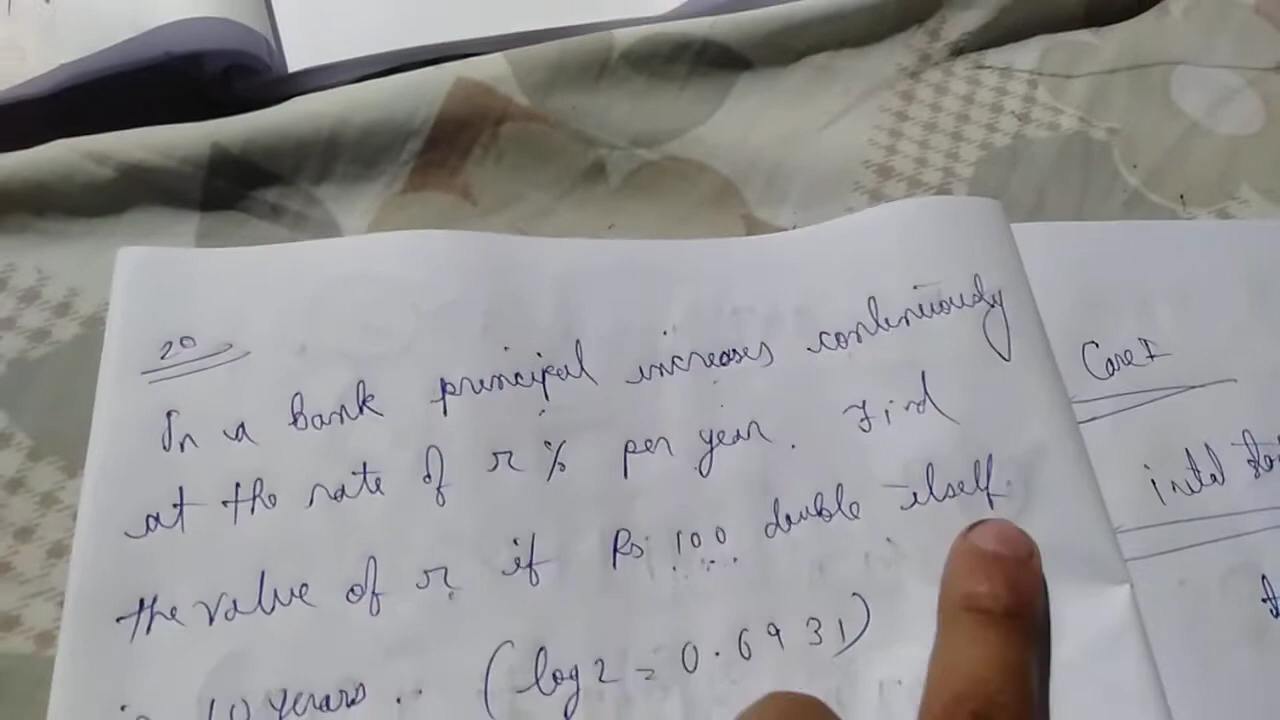 20
In a bank principal increases continuously
at the rate of r % per year. Find
the value of r if Rs 100 double itself.
10 years.. (log 2 = 0.6931)
Case I